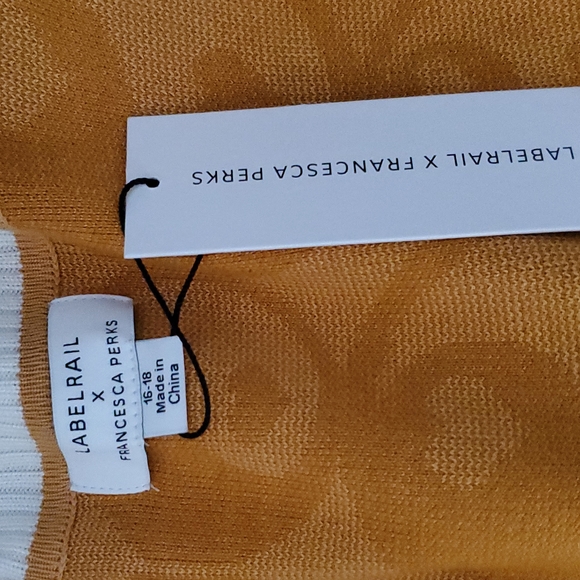 LABELRAIL X FRANCESCA PERKS
LABELRAIL
X
FRANCESCA PERKS
16-18
Made in
China